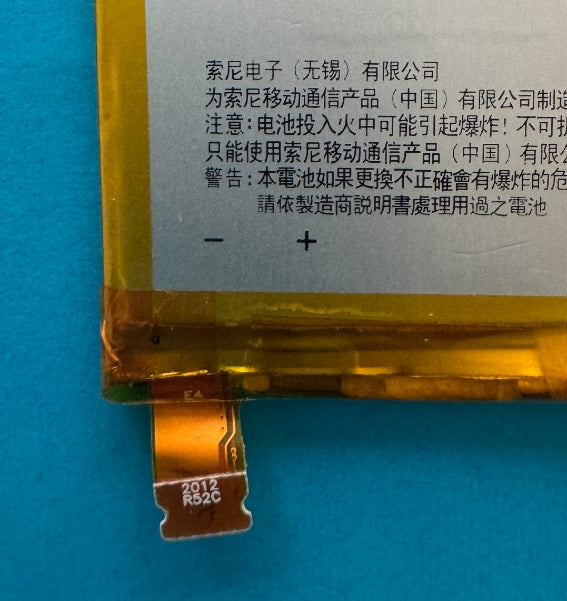 索尼电子（无锡）有限公司
为索尼移动通信产品（中国）有限公司制造
注意:电池投入火中可能引起爆炸! 不可拆
只能使用索尼移动通信产品（中国）有限公
警告:本電池如果更換不正確會有爆炸的危
請依製造商説明書處理用過之電池
− +
E4
2012
R52C